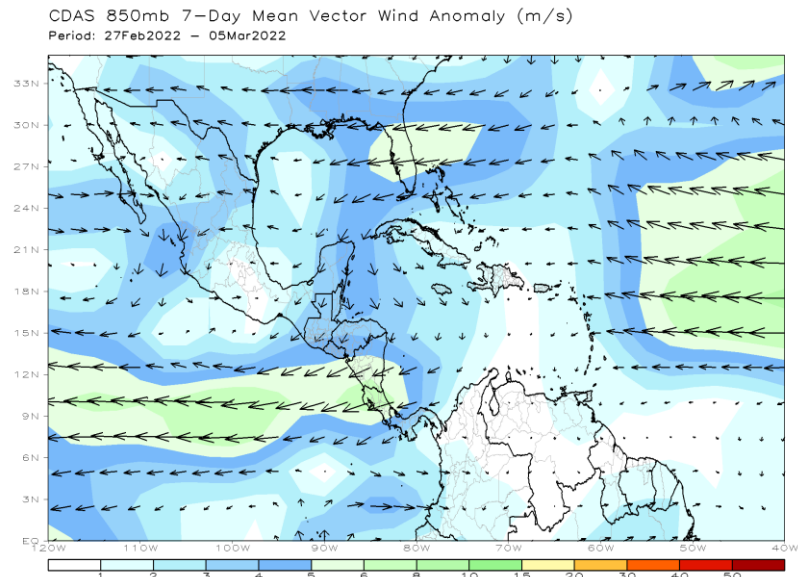 CDAS 850mb 7-Day Mean Vector Wind Anomaly (m/s)
Period: 27Feb2022 - 05Mar2022
33N
30N
27N
24N
21N
18N
15N
12N
9N
6N
3N
EQ
120W 110W 100W 90W 80W 70W 60W 50W 40W
1 2 3 4 5 6 8 10 15 20 30 40 50